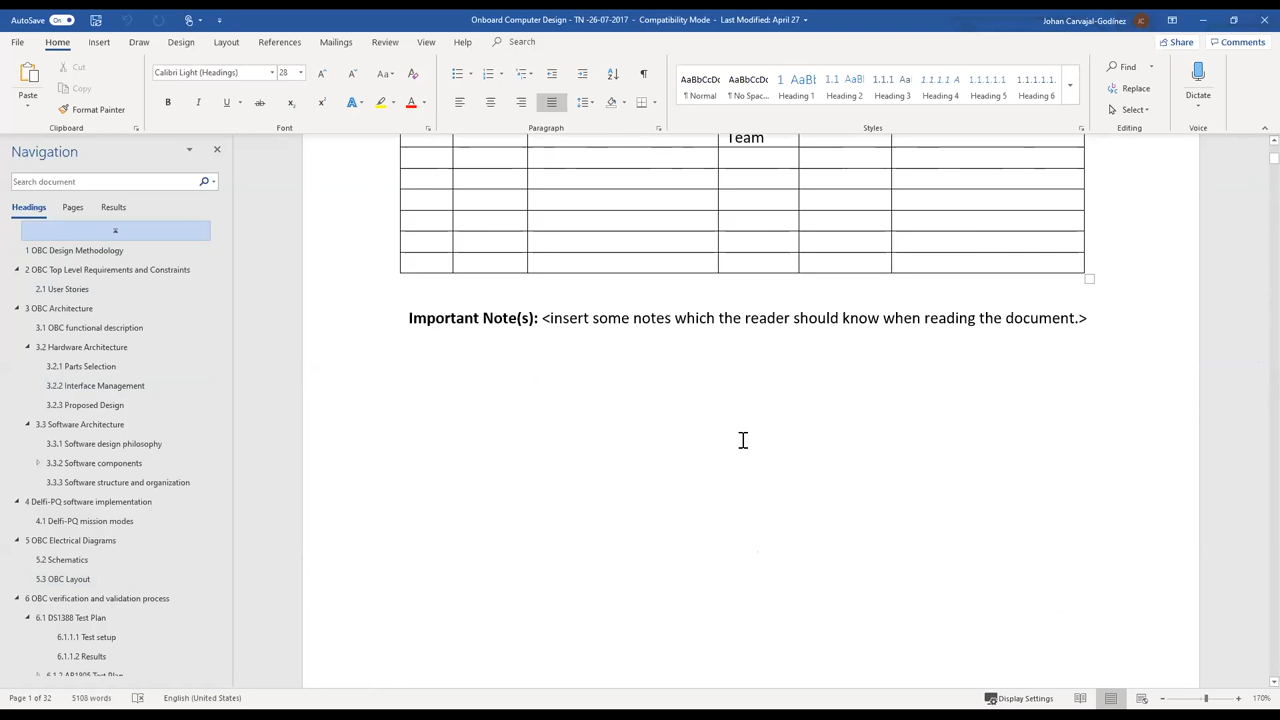 AutoSave On
Onboard Computer Design - TN -26-07-2017 - Compatibility Mode - Last Modified: April 27
Johan Carvajal-Godínez JC
File Home Insert Draw Design Layout References Mailings Review View Help Search
Share Comments
Paste
Cut
Copy
Format Painter
Clipboard
Calibri Light (Headings) 28
Font
Paragraph
AaBbCcDc
¶ Normal
AaBbCcDc
¶ No Spac...
1 AaBb
Heading 1
1.1 AaBb
Heading 2
1.1.1 Aa
Heading 3
1.1.1.1 A
Heading 4
1.1.1.1.1
Heading 5
1.1.1.1.1.1.
Heading 6
Styles
Find
Replace
Select
Editing
Dictate
Voice
Navigation
Search document
Headings Pages Results
1 OBC Design Methodology
2 OBC Top Level Requirements and Constraints
2.1 User Stories
3 OBC Architecture
3.1 OBC functional description
3.2 Hardware Architecture
3.2.1 Parts Selection
3.2.2 Interface Management
3.2.3 Proposed Design
3.3 Software Architecture
3.3.1 Software design philosophy
3.3.2 Software components
3.3.3 Software structure and organization
4 Delfi-PQ software implementation
4.1 Delfi-PQ mission modes
5 OBC Electrical Diagrams
5.2 Schematics
5.3 OBC Layout
6 OBC verification and validation process
6.1 DS1388 Test Plan
6.1.1.1 Test setup
6.1.1.2 Results
Team
Important Note(s): <insert some notes which the reader should know when reading the document.>
Page 1 of 32 5108 words English (United States)
Display Settings
170%